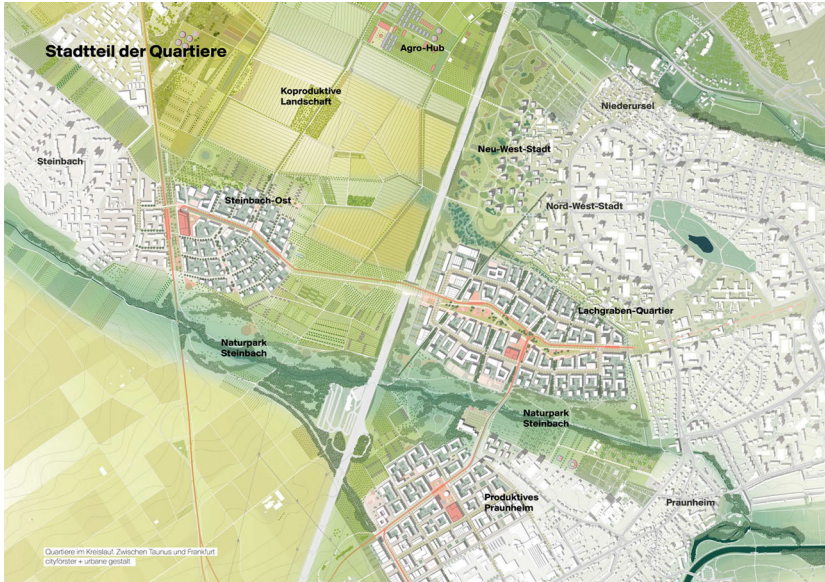 Stadtteil der Quartiere
Agro-Hub
Koproduktive
Landschaft
Niederursel
Neu-West-Stadt
Steinbach
Steinbach-Ost
Nord-West-Stadt
Lachgraben-Quartier
Naturpark
Steinbach
Naturpark
Steinbach
Produktives
Praunheim
Praunheim
Quartiere im Kreislauf. Zwischen Taunus und Frankfurt
cityförster + urbane gestalt